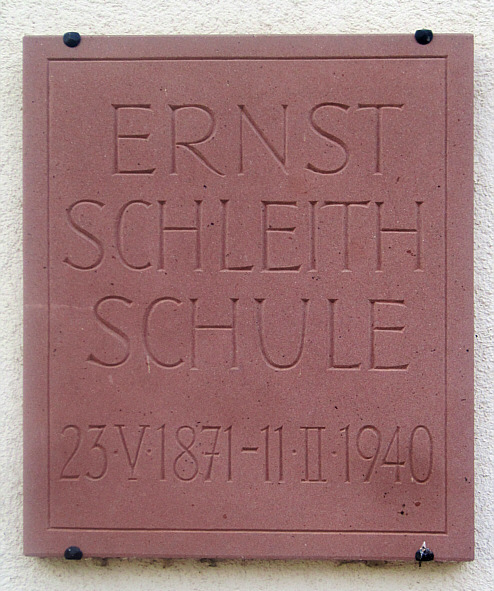 ERNST
SCHLEITH
SCHULE
23·V·1871-11·II·1940